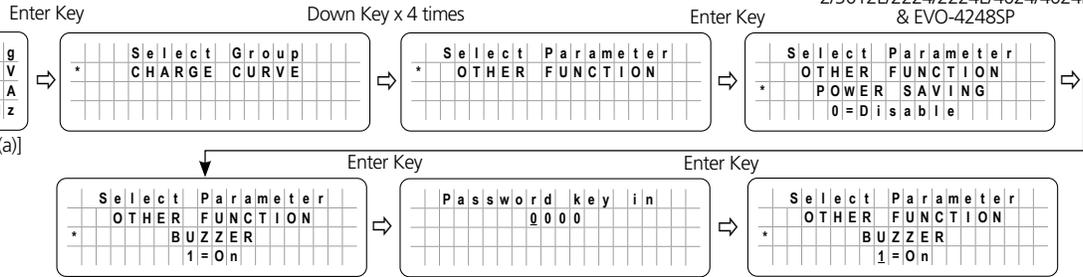 Enter Key
Down Key x 4 times
Enter Key
& EVO-4248SP
g
V
A
z
Select Group
* CHARGE CURVE
Select Parameter
* OTHER FUNCTION
Select Parameter
OTHER FUNCTION
* POWER SAVING
0=Disable
(a)]
Enter Key
Enter Key
Select Parameter
OTHER FUNCTION
* BUZZER
1=On
Password key in
0000
Select Parameter
OTHER FUNCTION
* BUZZER
1=On